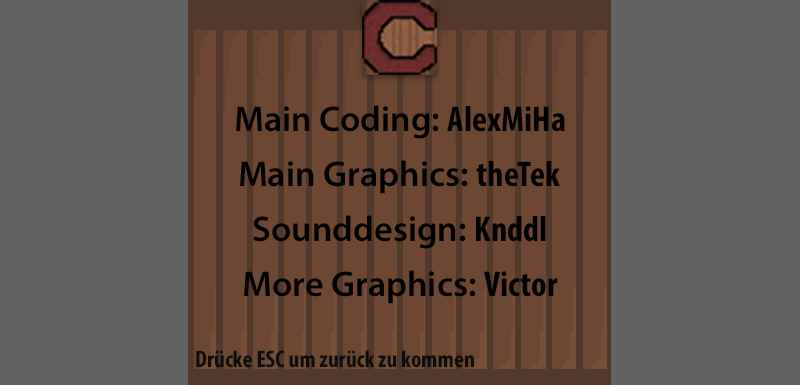 C
Main Coding: AlexMiHa
Main Graphics: theTek
Sounddesign: Knddl
More Graphics: Victor
Drücke ESC um zurück zu kommen